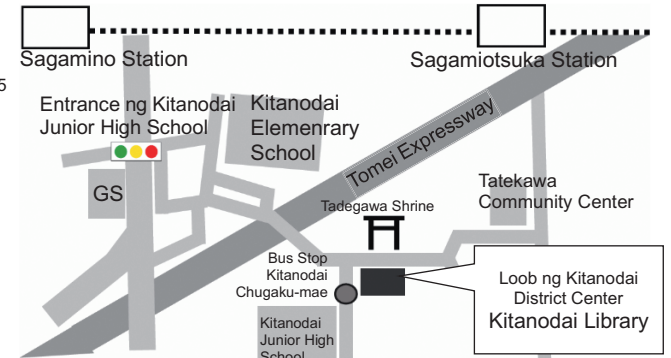 Sagamino Station
Sagamiotsuka Station
5
Entrance ng Kitanodai
Junior High School
Kitanodai
Elemenrary
School
Tomei Expressway
GS
Tatekawa
Community Center
Tadegawa Shrine
Bus Stop
Kitanodai
Chugaku-mae
Loob ng Kitanodai
District Center
Kitanodai Library
Kitanodai
Junior High
School